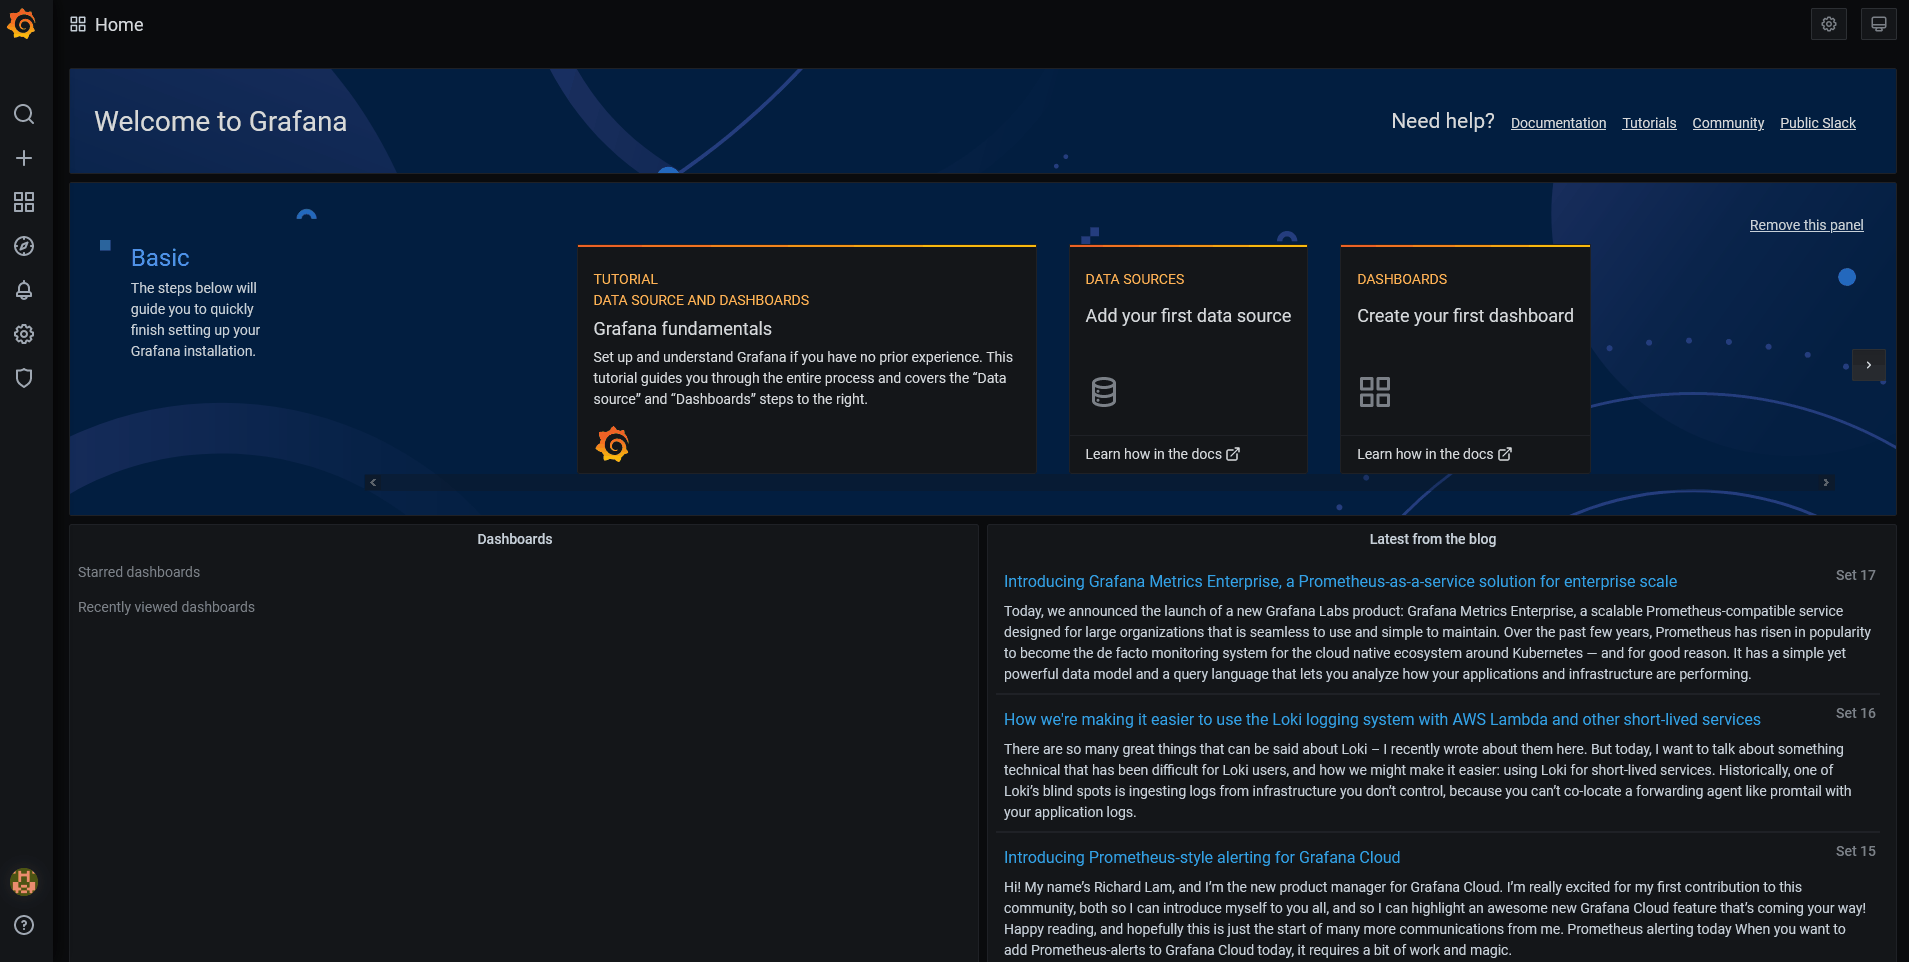 Home
Welcome to Grafana
Need help? Documentation Tutorials Community Public Slack
Remove this panel
Basic
The steps below will
guide you to quickly
finish setting up your
Grafana installation.
TUTORIAL
DATA SOURCE AND DASHBOARDS
Grafana fundamentals
Set up and understand Grafana if you have no prior experience. This
tutorial guides you through the entire process and covers the “Data
source” and “Dashboards” steps to the right.
DATA SOURCES
Add your first data source
Learn how in the docs
DASHBOARDS
Create your first dashboard
Learn how in the docs
Dashboards
Starred dashboards
Recently viewed dashboards
Latest from the blog
Introducing Grafana Metrics Enterprise, a Prometheus-as-a-service solution for enterprise scale
Set 17
Today, we announced the launch of a new Grafana Labs product: Grafana Metrics Enterprise, a scalable Prometheus-compatible service
designed for large organizations that is seamless to use and simple to maintain. Over the past few years, Prometheus has risen in popularity
to become the de facto monitoring system for the cloud native ecosystem around Kubernetes — and for good reason. It has a simple yet
powerful data model and a query language that lets you analyze how your applications and infrastructure are performing.
How we're making it easier to use the Loki logging system with AWS Lambda and other short-lived services
Set 16
There are so many great things that can be said about Loki – I recently wrote about them here. But today, I want to talk about something
technical that has been difficult for Loki users, and how we might make it easier: using Loki for short-lived services. Historically, one of
Loki’s blind spots is ingesting logs from infrastructure you don’t control, because you can’t co-locate a forwarding agent like promtail with
your application logs.
Introducing Prometheus-style alerting for Grafana Cloud
Set 15
Hi! My name’s Richard Lam, and I’m the new product manager for Grafana Cloud. I’m really excited for my first contribution to this
community, both so I can introduce myself to you all, and so I can highlight an awesome new Grafana Cloud feature that’s coming your way!
Happy reading, and hopefully this is just the start of many more communications from me. Prometheus alerting today When you want to
add Prometheus-alerts to Grafana Cloud today, it requires a bit of work and magic.